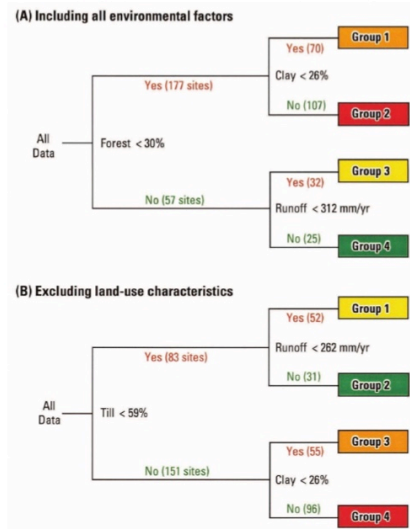 (A) Including all environmental factors
Group 1
Yes (70)
Clay < 26%
Yes (177 sites)
No (107)
Group 2
All
Data
Forest < 30%
Group 3
Yes (32)
No (57 sites)
Runoff < 312 mm/yr
No (25)
Group 4
(B) Excluding land-use characteristics
Group 1
Yes (52)
Runoff < 262 mm/yr
Yes (83 sites)
No (31)
Group 2
All
Data
Till < 59%
Group 3
Yes (55)
No (151 sites)
Clay < 26%
No (96)
Group 4